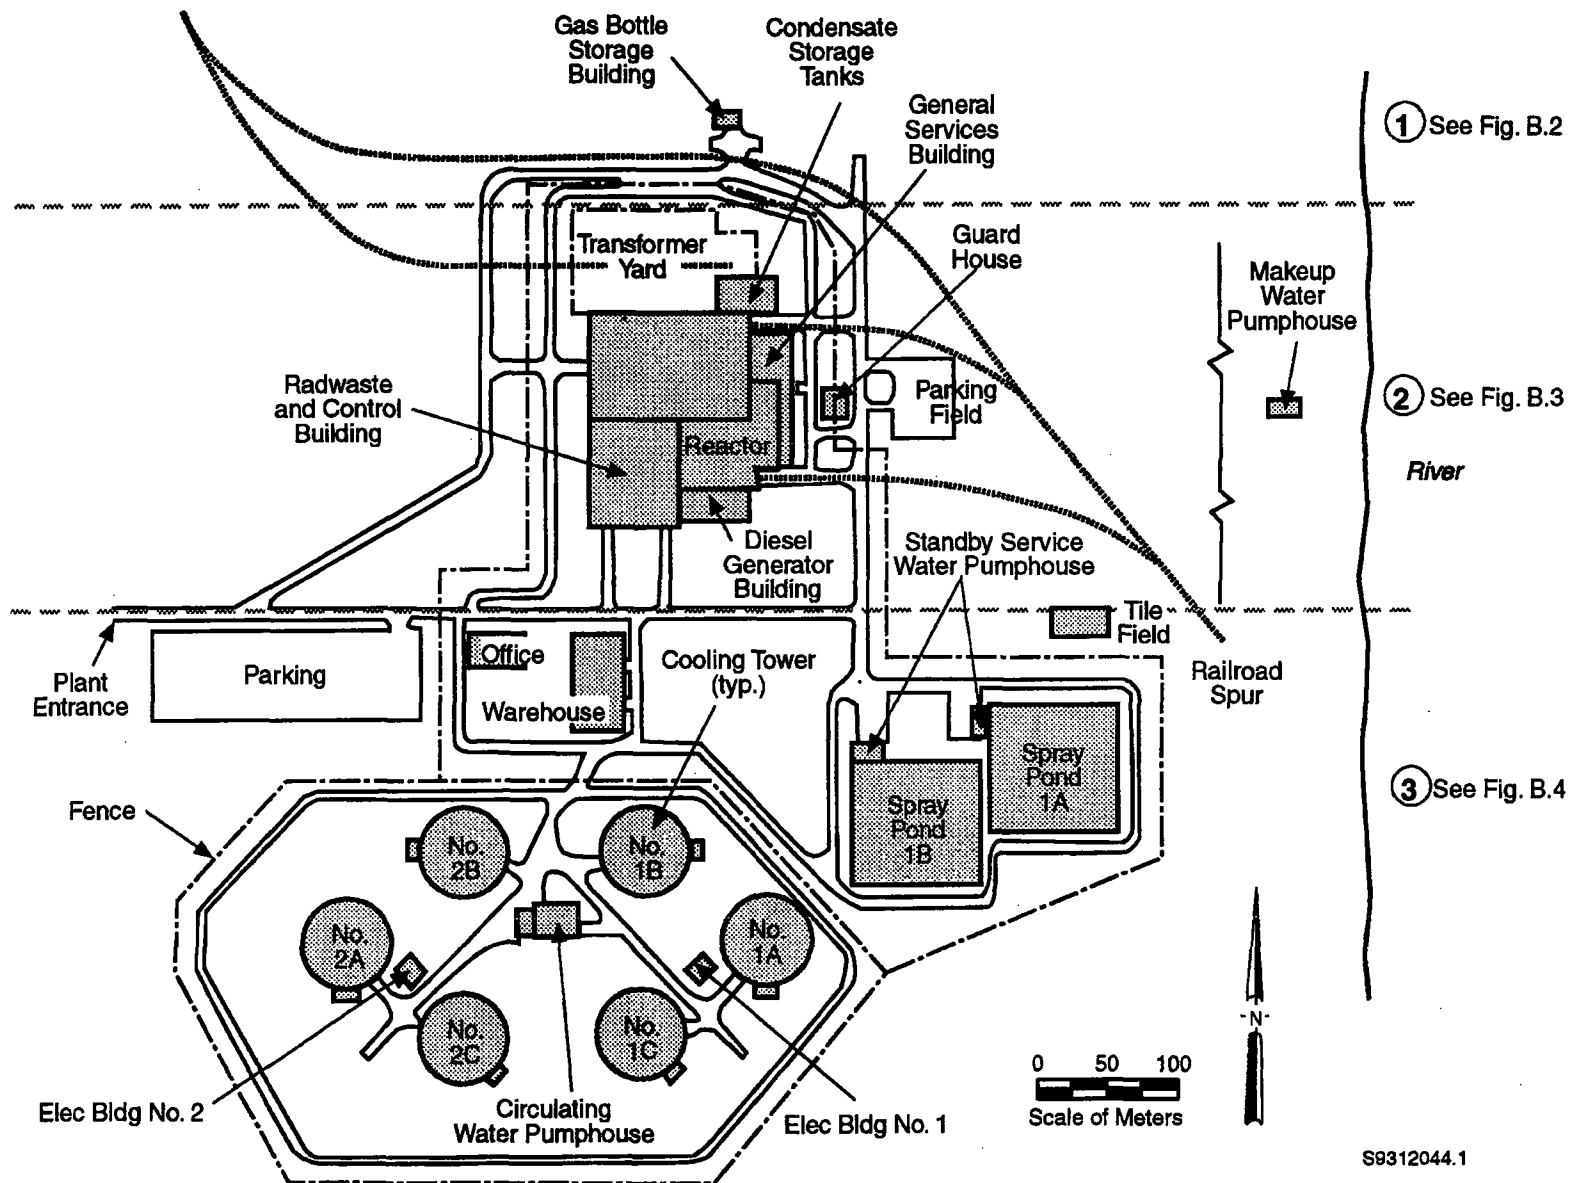 Gas Bottle
Storage
Building
Condensate
Storage
Tanks
General
Services
Building
1 See Fig. B.2
Transformer
Yard
Guard
House
Makeup
Water
Pumphouse
Radwaste
and Control
Building
Parking
Field
2 See Fig. B.3
Reactor
River
Diesel
Generator
Building
Standby Service
Water Pumphouse
Tile
Field
Plant
Entrance
Parking
Office
Warehouse
Cooling Tower
(typ.)
Railroad
Spur
Spray
Pond
1A
Spray
Pond
1B
3 See Fig. B.4
Fence
No.
2B
No.
1B
No.
2A
No.
1A
No.
2C
No.
1C
-N-
0 50 100
Scale of Meters
Elec Bldg No. 2
Circulating
Water Pumphouse
Elec Bldg No. 1
S9312044.1